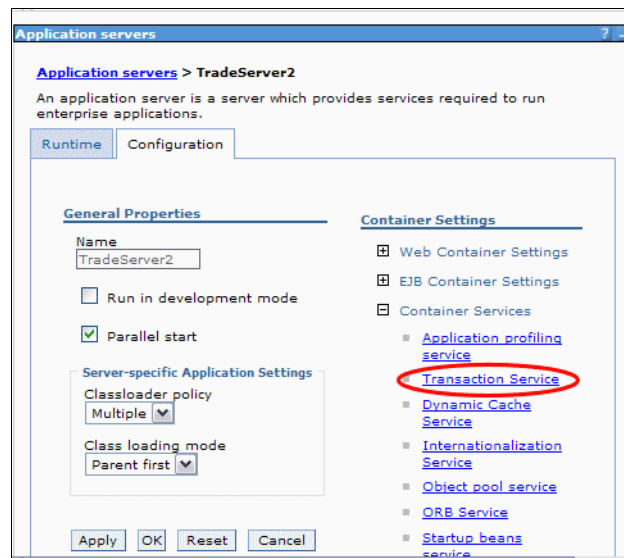 Application servers ? -
Application servers > TradeServer2
An application server is a server which provides services required to run
enterprise applications.
Runtime Configuration
General Properties
Name
TradeServer2
Run in development mode
Parallel start
Server-specific Application Settings
Classloader policy
Multiple
Class loading mode
Parent first
Apply OK Reset Cancel
Container Settings
Web Container Settings
EJB Container Settings
Container Services
Application profiling
service
Transaction Service
Dynamic Cache
Service
Internationalization
Service
Object pool service
ORB Service
Startup beans
service